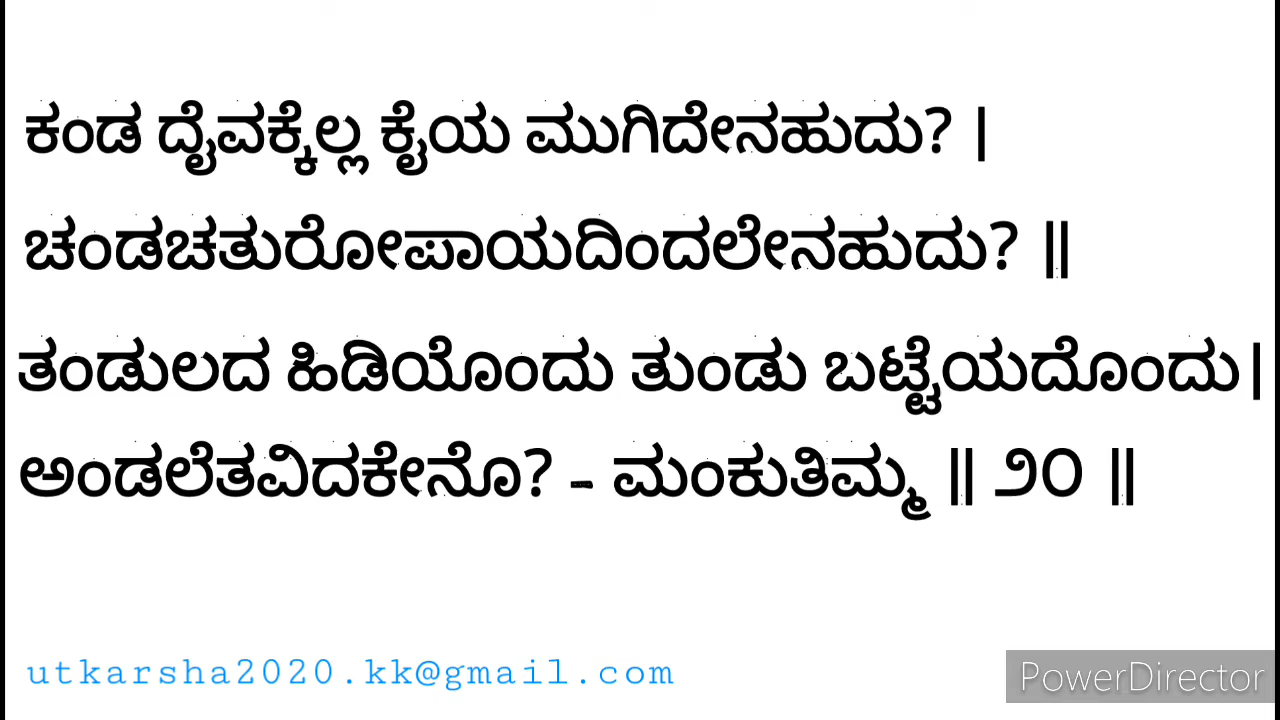 ಕಂಡ ದೈವಕ್ಕೆಲ್ಲ ಕೈಯ ಮುಗಿದೇನಹುದು? |
ಚಂಡಚತುರೋಪಾಯದಿಂದಲೇನಹುದು? ||
ತಂಡುಲದ ಹಿಡಿಯೊಂದು ತುಂಡು ಬಟ್ಟೆಯದೊಂದು|
ಅಂಡಲೆತವಿದಕೇನೊ? - ಮಂಕುತಿಮ್ಮ || ೨೦ ||
utkarsha2020.kk@gmail.com
PowerDirector